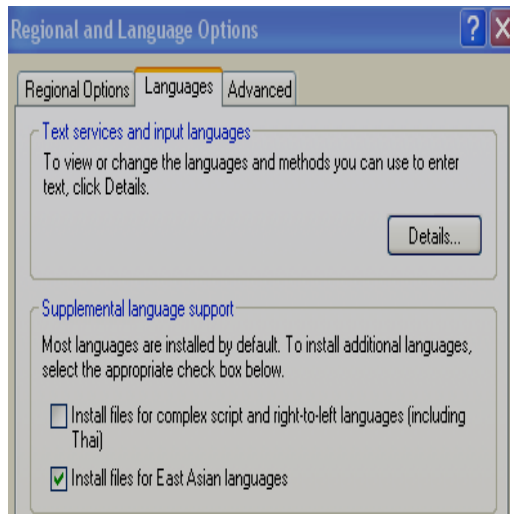 Regional and Language Options
Regional Options Languages Advanced
Text services and input languages
To view or change the languages and methods you can use to enter
text, click Details.
Details...
Supplemental language support
Most languages are installed by default. To install additional languages,
select the appropriate check box below.
Install files for complex script and right-to-left languages (including
Thai)
Install files for East Asian languages